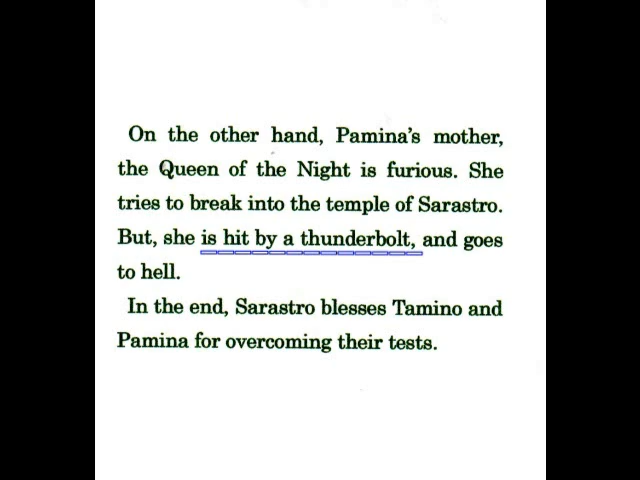 On the other hand, Pamina's mother,
the Queen of the Night is furious. She
tries to break into the temple of Sarastro.
But, she is hit by a thunderbolt, and goes
to hell.
In the end, Sarastro blesses Tamino and
Pamina for overcoming their tests.